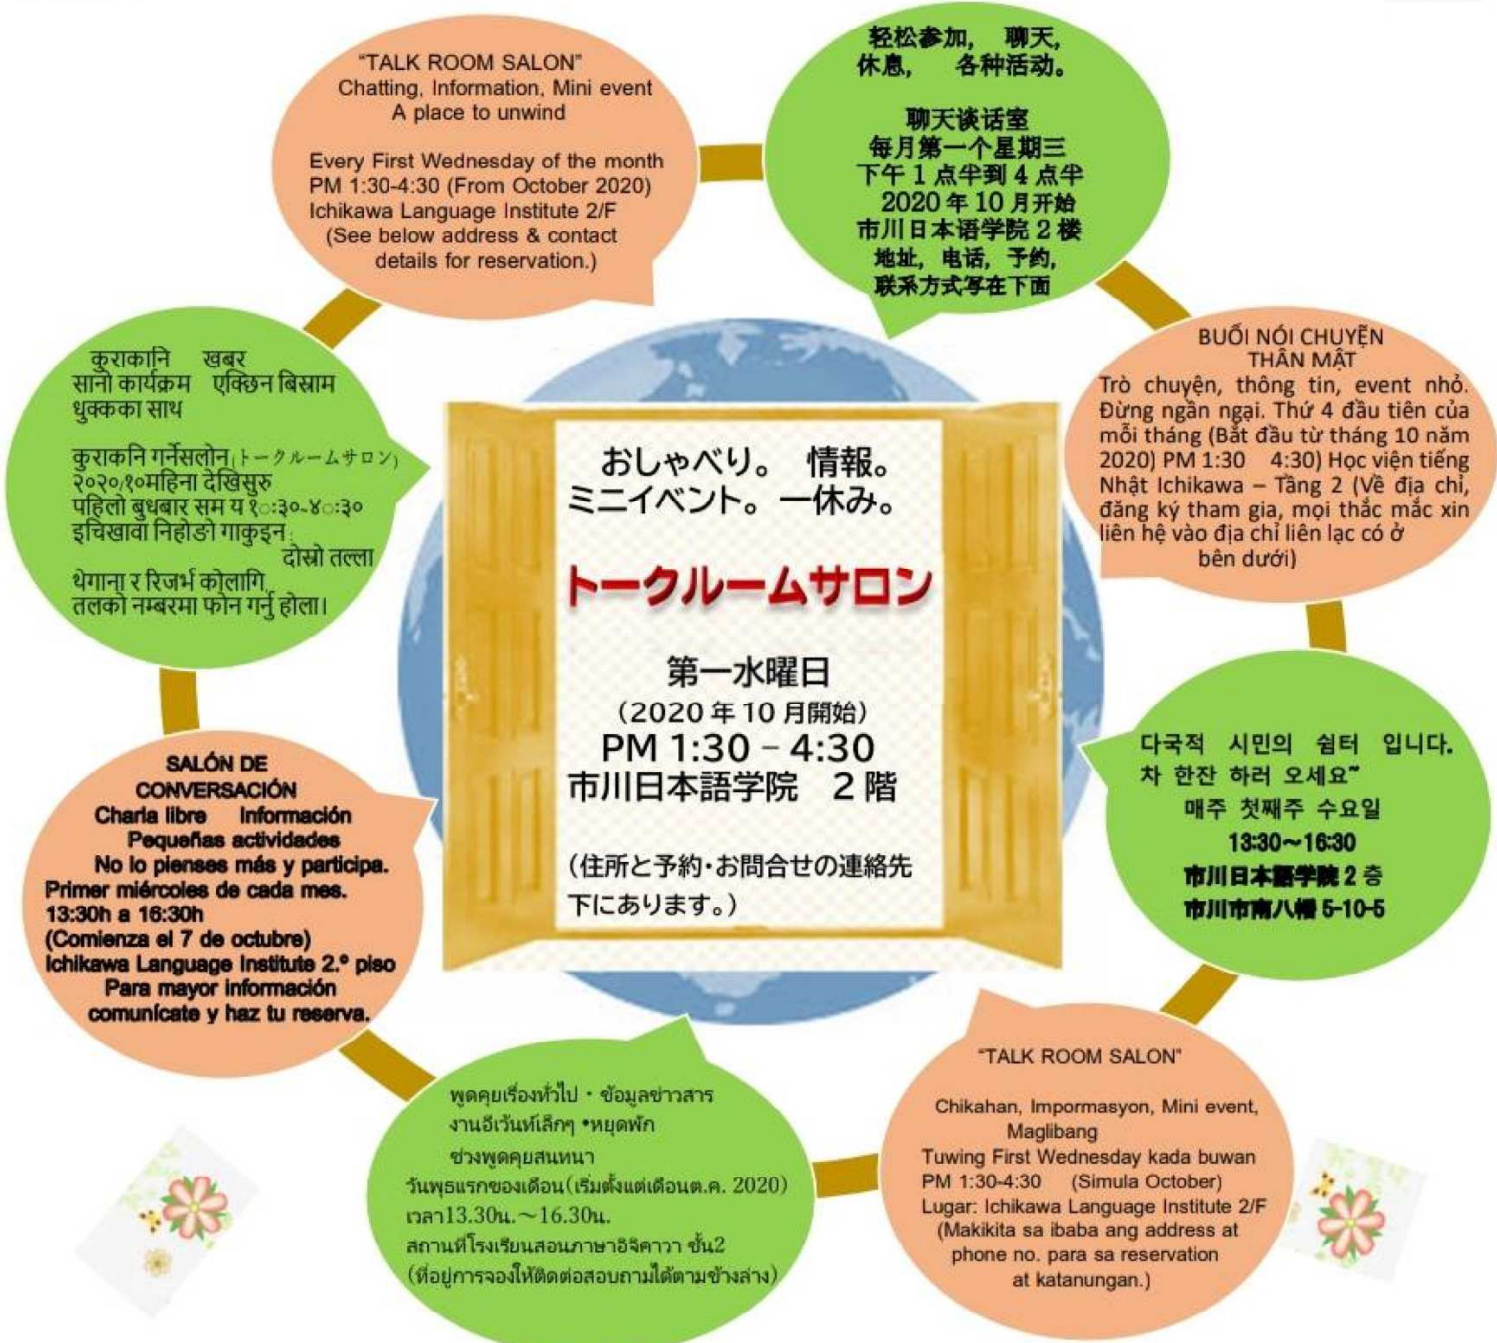 “TALK ROOM SALON”
Chatting, Information, Mini event
A place to unwind
Every First Wednesday of the month
PM 1:30-4:30 (From October 2020)
Ichikawa Language Institute 2/F
(See below address & contact
details for reservation.)
轻松参加， 聊天，
休息， 各种活动。
聊天谈话室
每月第一个星期三
下午 1 点半到 4 点半
2020 年 10 月开始
市川日本语学院 2 楼
地址，电话，予约，
联系方式写在下面
BUỔI NÓI CHUYỆN
THÂN MẬT
Trò chuyện, thông tin, event nhỏ.
Đừng ngần ngại. Thứ 4 đầu tiên của
mỗi tháng (Bắt đầu từ tháng 10 năm
2020) PM 1:30 4:30) Học viện tiếng
Nhật Ichikawa – Tầng 2 (Về địa chỉ,
đăng ký tham gia, mọi thắc mắc xin
liên hệ vào địa chỉ liên lạc có ở
bên dưới)
कुराकानि खबर
सानो कार्यक्रम एक्छिन बिस्राम
धुक्कका साथ
कुराकनि गर्नेसलोन(トークルームサロン)
२०२०/१०महिना देखिसुरु
पहिलो बुधबार सम य १ः३०~४ः३०
इचिखावा निहोङो गाकुइन
दोस्रो तल्ला
थेगाना र रिजर्भ कोलागि
तलको नम्बरमा फोन गर्नु होला।
おしゃべり。 情報。
ミニイベント。一休み。
トークルームサロン
第一水曜日
（2020 年 10 月開始）
PM 1:30 – 4:30
市川日本語学院 2 階
（住所と予約・お問合せの連絡先
下にあります。）
다국적 시민의 쉼터 입니다.
차 한잔 하러 오세요~
매주 첫째주 수요일
13:30～16:30
市川日本語学院 2 층
市川市南八幡 5-10-5
SALÓN DE
CONVERSACIÓN
Charla libre Información
Pequeñas actividades
No lo pienses más y participa.
Primer miércoles de cada mes.
13:30h a 16:30h
(Comienza el 7 de octubre)
Ichikawa Language Institute 2.º piso
Para mayor información
comunícate y haz tu reserva.
พูดคุยเรื่องทั่วไป・ข้อมูลข่าวสาร
งานอีเว้นท์เล็กๆ •หยุดพัก
ช่วงพูดคุยสนทนา
วันพุธแรกของเดือน(เริ่มตั้งแต่เดือนต.ค. 2020)
เวลา13.30น.～16.30น.
สถานที่โรงเรียนสอนภาษาอิจิคาวา ชั้น2
(ที่อยู่การจองให้ติดต่อสอบถามได้ตามข้างล่าง)
“TALK ROOM SALON”
Chikahan, Impormasyon, Mini event,
Maglibang
Tuwing First Wednesday kada buwan
PM 1:30-4:30 (Simula October)
Lugar: Ichikawa Language Institute 2/F
(Makikita sa ibaba ang address at
phone no. para sa reservation
at katanungan.)